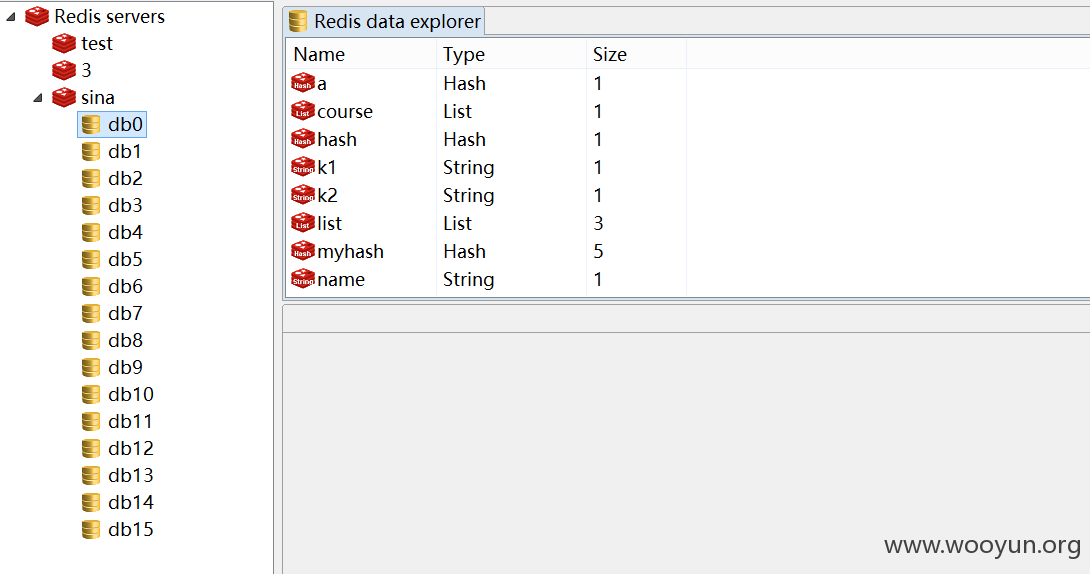 Redis servers
test
3
sina
db0
db1
db2
db3
db4
db5
db6
db7
db8
db9
db10
db11
db12
db13
db14
db15
Redis data explorer
Name Type Size
Hash a Hash 1
List course List 1
Hash hash Hash 1
String k1 String 1
String k2 String 1
List list List 3
Hash myhash Hash 5
String name String 1
www.wooyun.org